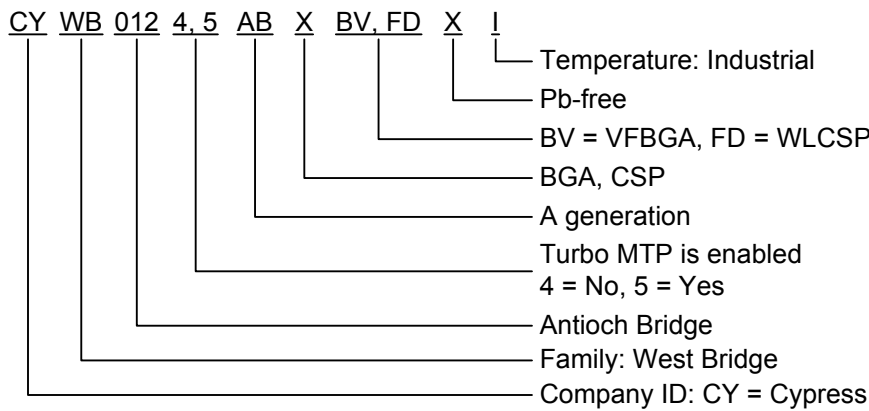 CY WB 012 4, 5 AB X BV, FD X I
Temperature: Industrial
Pb-free
BV = VFBGA, FD = WLCSP
BGA, CSP
A generation
Turbo MTP is enabled
4 = No, 5 = Yes
Antioch Bridge
Family: West Bridge
Company ID: CY = Cypress